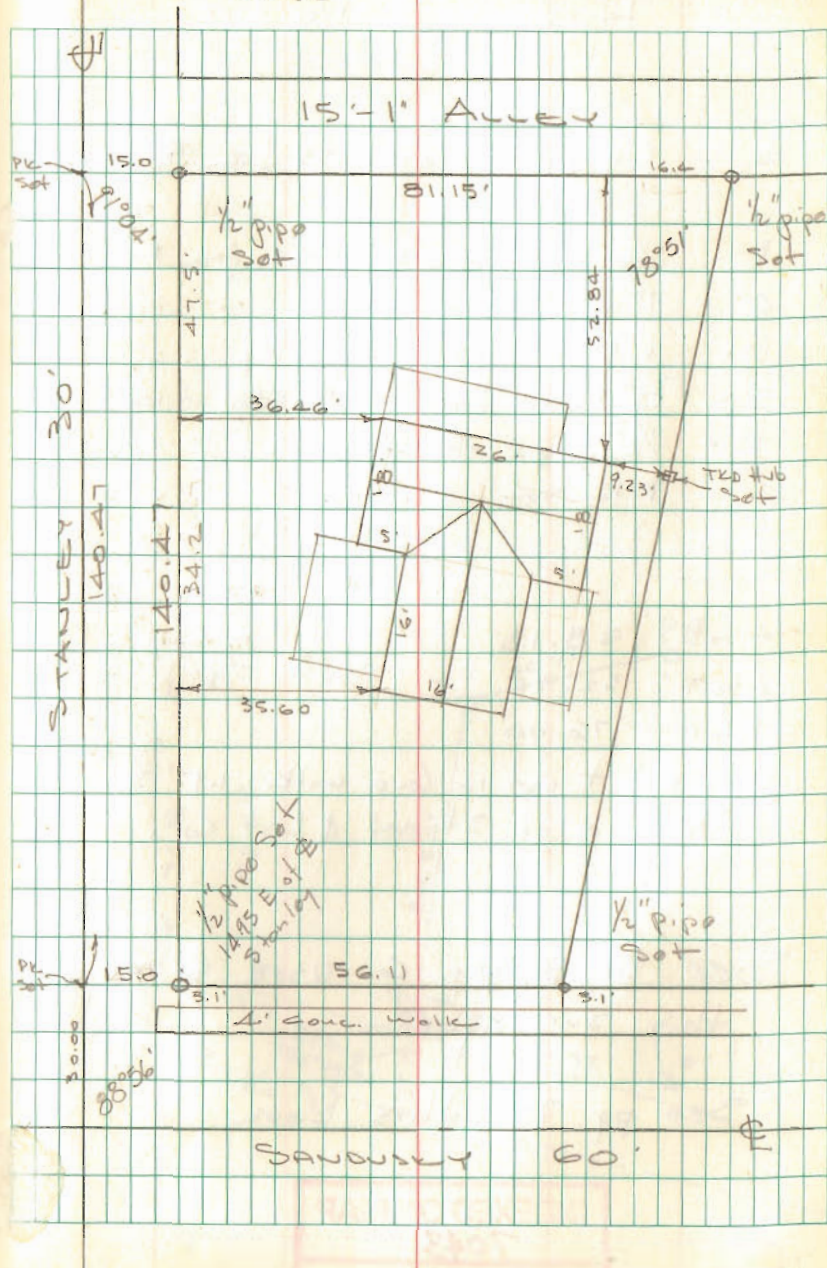 15'-1" ALLEY
PK
Set
15.0
91°04'
81.15'
16.4
1/2" pipe
Set
1/2" pipe
Set
78°51'
47.5'
52.84
36.46'
26'
9.23'
TKD Hub
Set
18'
18'
5'
5'
16'
16'
35.60
STANLEY 30'
140.47
140.47
34.2
1/2" pipe Set
14.95 E of ℄
Stanley
1/2" pipe
Set
PK
Set
15.0
56.11
5.1'
3.1'
4' conc. walk
30.00
88°56'
SANDUSKY 60'
℄
℄